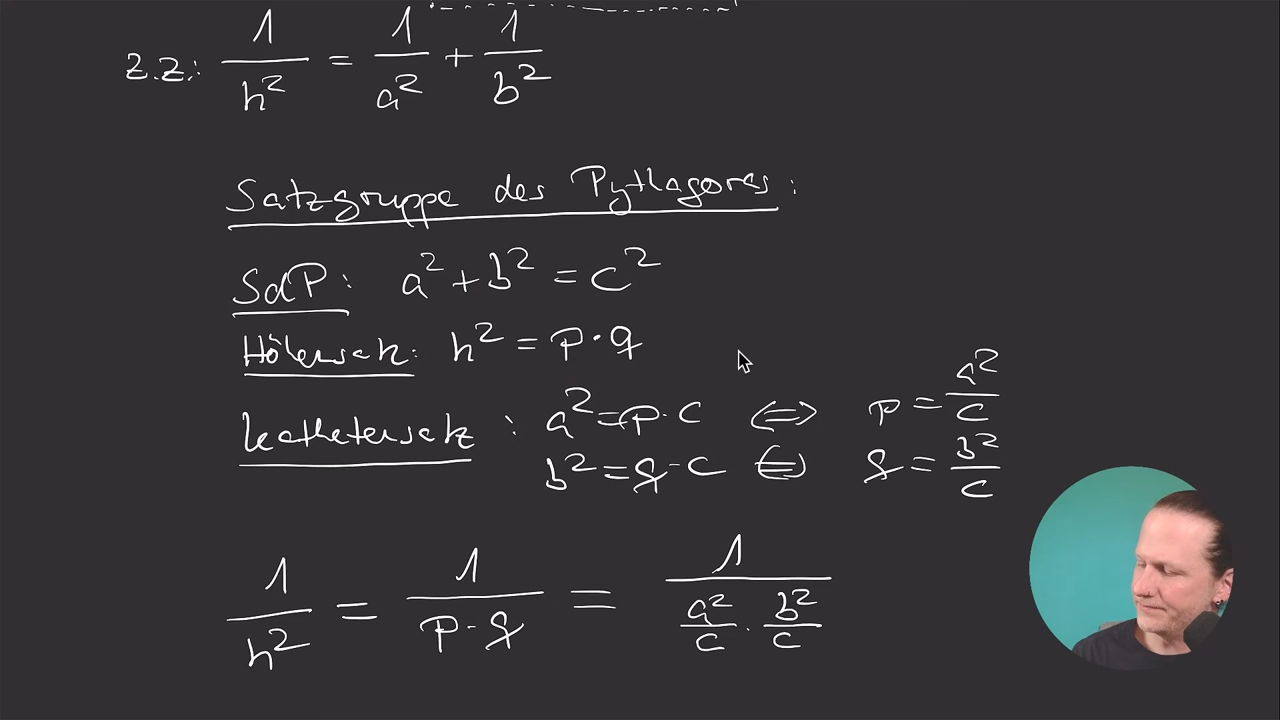 z.z.: 1/h² = 1/a² + 1/b²
Satzgruppe des Pythagoras:
SdP: a² + b² = c²
Höhensatz: h² = p · q
Kathetensatz: a² = p · c ⇔ p = a²/c
b² = q · c ⇔ q = b²/c
1/h² = 1/(p · q) = 1/(a²/c · b²/c)